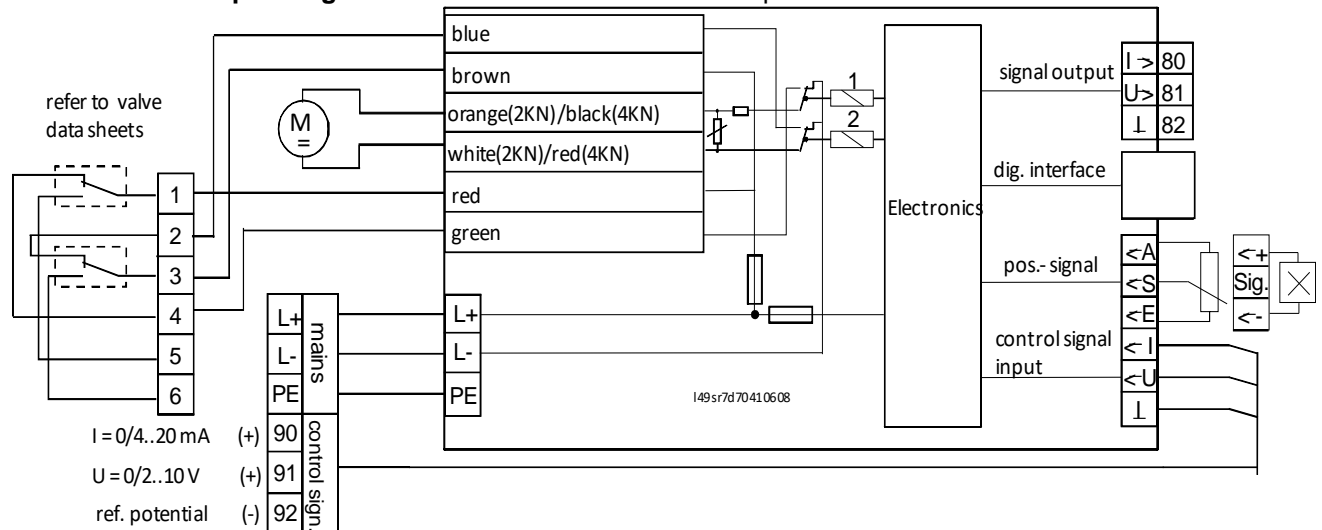 refer to valve
data sheets
1
2
3
4
5
6
M
=
blue
brown
orange(2KN)/black(4KN)
white(2KN)/red(4KN)
red
green
1
2
Electronics
signal output
I > 80
U> 81
⊥ 82
dig. interface
pos.- signal
<A
<S
<E
<+
Sig.
<-
control signal
input
<I
<U
⊥
L+
L-
PE
mains
L+
L-
PE
l49sr7d70410608
I = 0/4..20 mA (+) 90
U = 0/2..10 V (+) 91
ref. potential (-) 92
control sign.